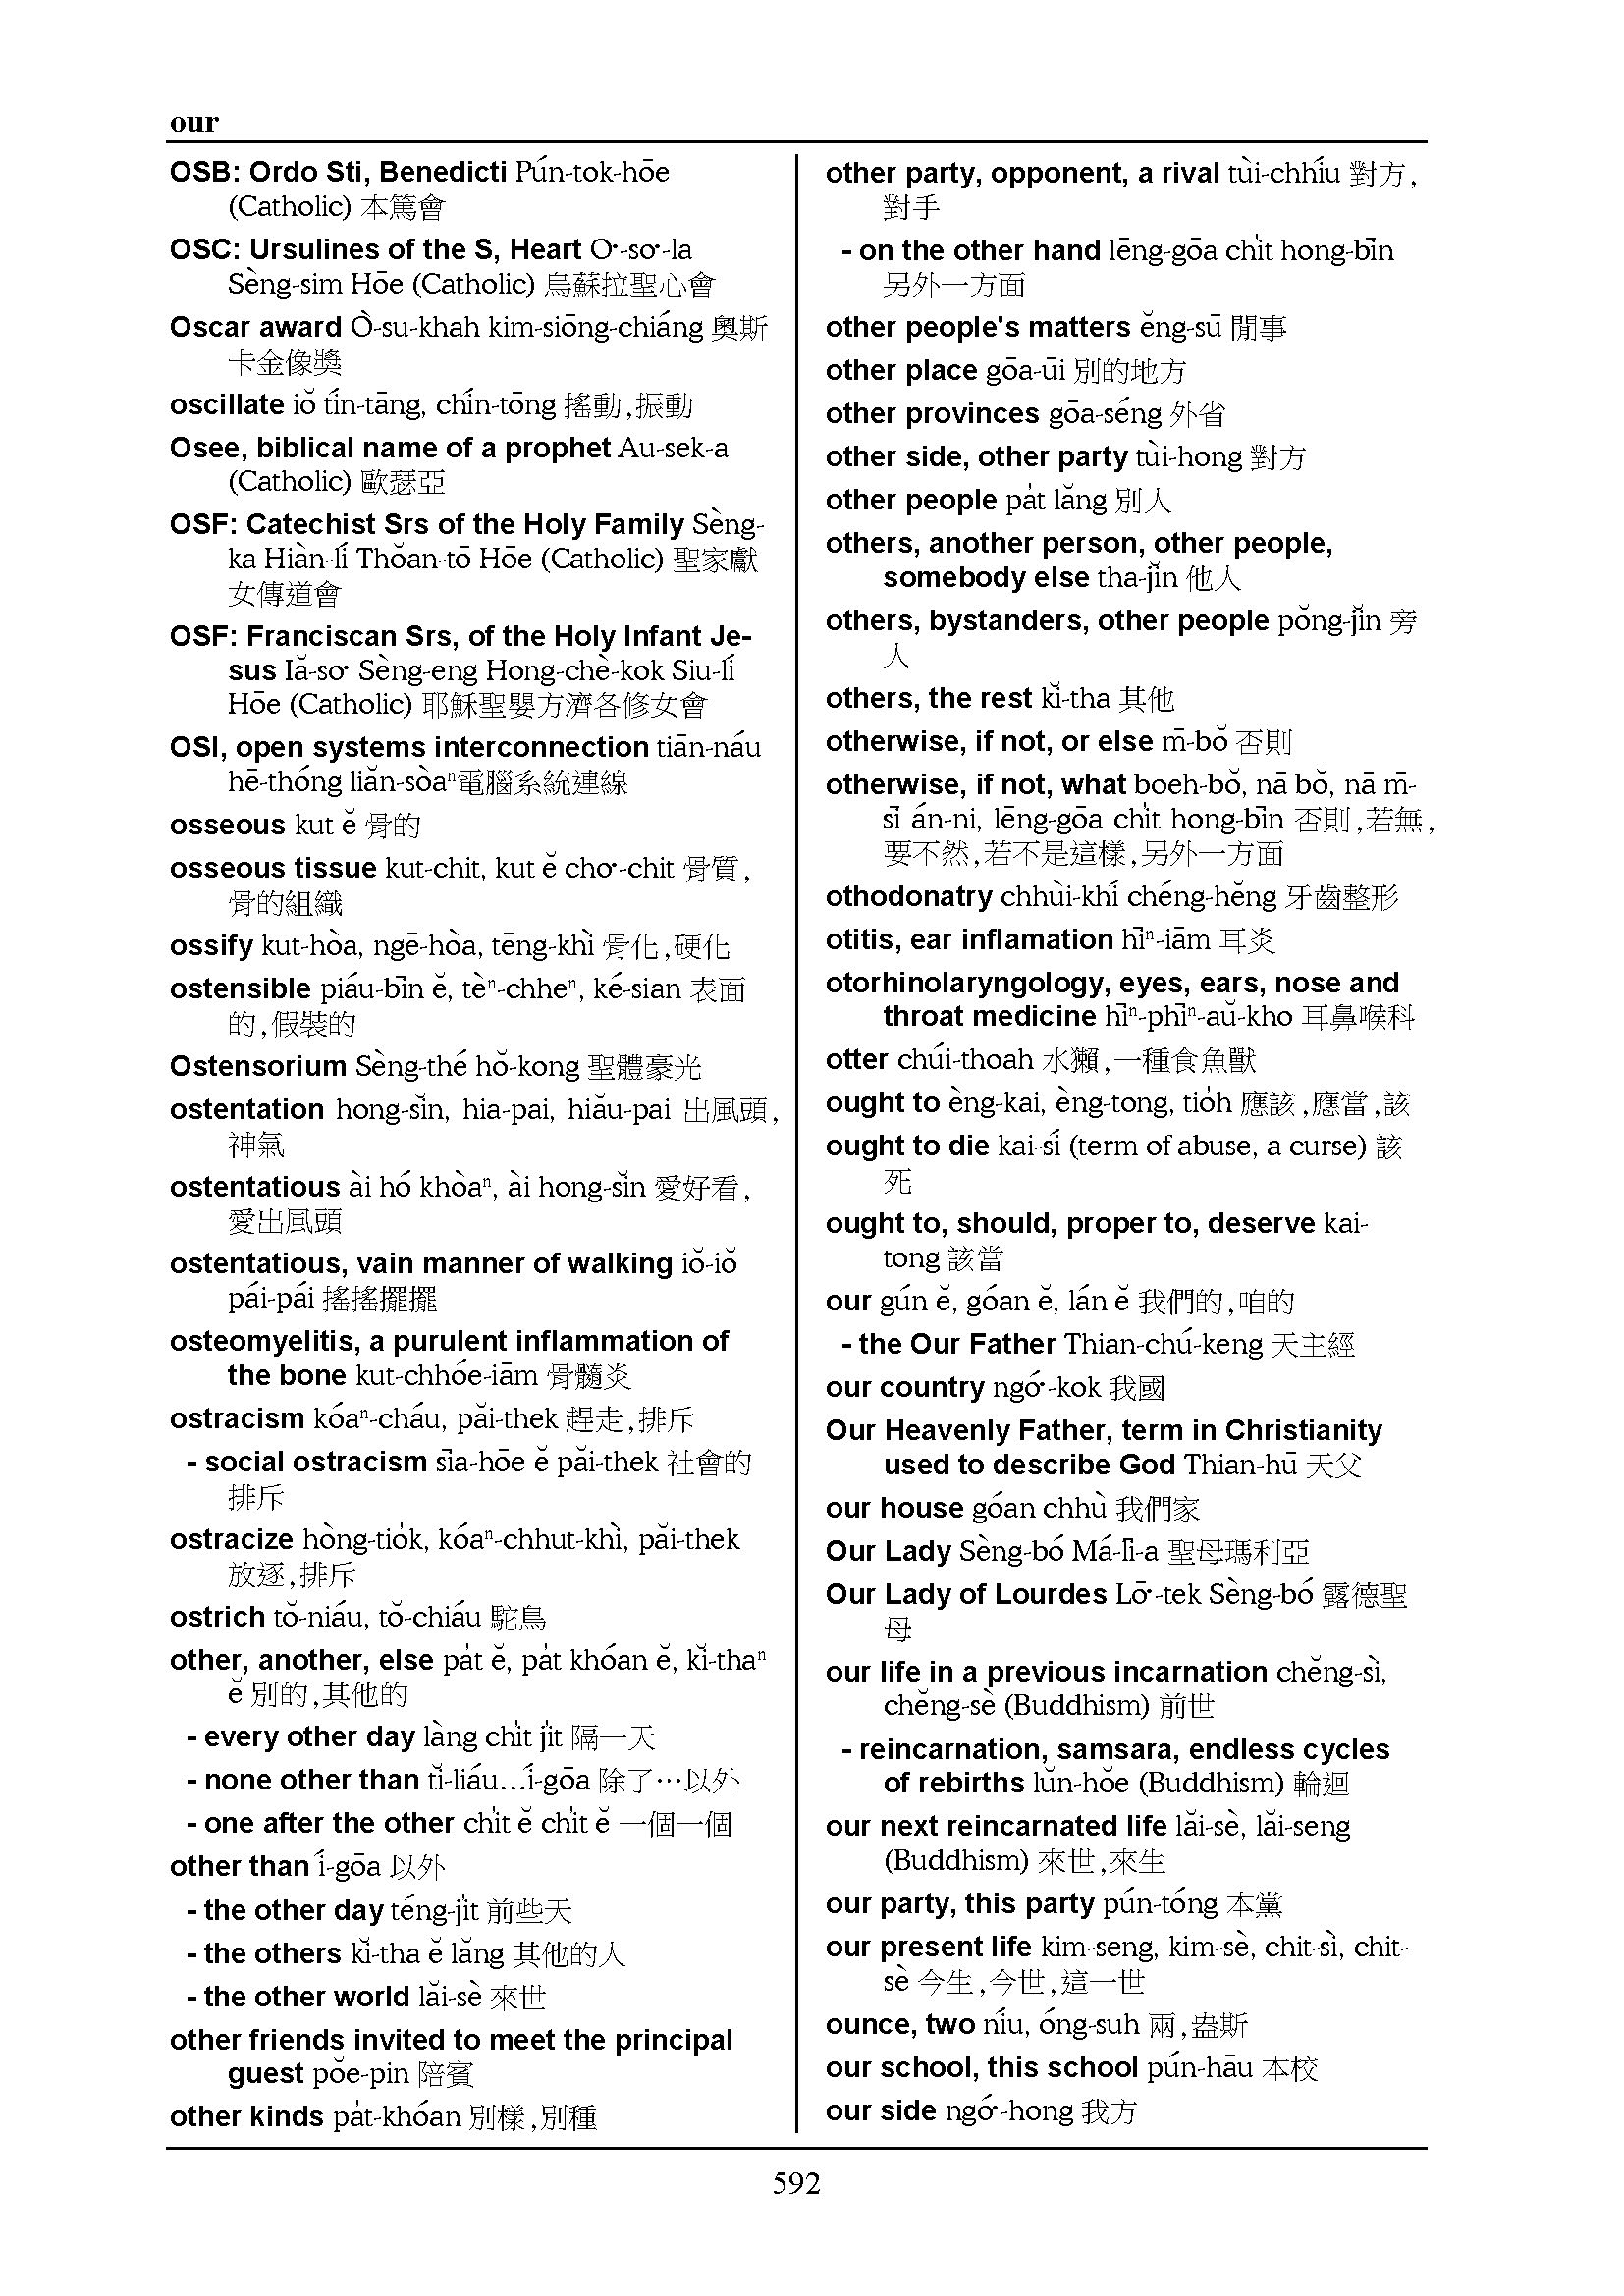 our
OSB: Ordo Sti, Benedicti Pún-tok-hōe
(Catholic) 本篤會
OSC: Ursulines of the S, Heart O͘-so͘-la
Sèng-sim Hōe (Catholic) 烏蘇拉聖心會
Oscar award Ò-su-khah kim-siōng-chiáng 奧斯
卡金像獎
oscillate iŏ tín-tāng, chín-tōng 搖動,振動
Osee, biblical name of a prophet Au-sek-a
(Catholic) 歐瑟亞
OSF: Catechist Srs of the Holy Family Sèng-
ka Hiàn-lí Thŏan-tō Hōe (Catholic) 聖家獻
女傳道會
OSF: Franciscan Srs, of the Holy Infant Je-
sus Iă-so͘ Sèng-eng Hong-chè-kok Siu-lí
Hōe (Catholic) 耶穌聖嬰方濟各修女會
OSI, open systems interconnection tiān-náu
hē-thóng liăn-sòaⁿ電腦系統連線
osseous kut ĕ 骨的
osseous tissue kut-chit, kut ĕ cho͘-chit 骨質,
骨的組織
ossify kut-hòa, ngē-hòa, tēng-khì 骨化,硬化
ostensible piáu-bīn ĕ, tèⁿ-chheⁿ, ké-sian 表面
的,假裝的
Ostensorium Sèng-thé hŏ-kong 聖體豪光
ostentation hong-sĭn, hia-pai, hiău-pai 出風頭,
神氣
ostentatious ài hó khòaⁿ, ài hong-sĭn 愛好看,
愛出風頭
ostentatious, vain manner of walking iŏ-iŏ
pái-pái 搖搖擺擺
osteomyelitis, a purulent inflammation of
the bone kut-chhóe-iām 骨髓炎
ostracism kóaⁿ-cháu, păi-thek 趕走,排斥
- social ostracism sīa-hōe ĕ păi-thek 社會的
排斥
ostracize hòng-tio̍k, kóaⁿ-chhut-khì, păi-thek
放逐,排斥
ostrich tŏ-niáu, tŏ-chiáu 駝鳥
other, another, else pa̍t ĕ, pa̍t khóan ĕ, kĭ-thaⁿ
ĕ 別的,其他的
- every other day làng chi̍t ji̍t 隔一天
- none other than tĭ-liáu...í-gōa 除了⋯以外
- one after the other chi̍t ĕ chi̍t ĕ 一個一個
other than í-gōa 以外
- the other day téng-ji̍t 前些天
- the others kĭ-tha ĕ lăng 其他的人
- the other world lăi-sè 來世
other friends invited to meet the principal
guest pŏe-pin 陪賓
other kinds pa̍t-khóan 別樣,別種
other party, opponent, a rival tùi-chhíu 對方,
對手
- on the other hand lēng-gōa chi̍t hong-bīn
另外一方面
other people's matters ĕng-sū 閒事
other place gōa-ūi 別的地方
other provinces gōa-séng 外省
other side, other party tùi-hong 對方
other people pa̍t lăng 別人
others, another person, other people,
somebody else tha-jĭn 他人
others, bystanders, other people pŏng-jĭn 旁
人
others, the rest kĭ-tha 其他
otherwise, if not, or else m̄-bŏ 否則
otherwise, if not, what boeh-bŏ, nā bŏ, nā m̄-
sī án-ni, lēng-gōa chi̍t hong-bīn 否則,若無,
要不然,若不是這樣,另外一方面
othodonatry chhùi-khí chéng-hĕng 牙齒整形
otitis, ear inflamation hīⁿ-iām 耳炎
otorhinolaryngology, eyes, ears, nose and
throat medicine hīⁿ-phīⁿ-aŭ-kho 耳鼻喉科
otter chúi-thoah 水獺,一種食魚獸
ought to èng-kai, èng-tong, tio̍h 應該,應當,該
ought to die kai-sí (term of abuse, a curse) 該
死
ought to, should, proper to, deserve kai-
tong 該當
our gún ĕ, góan ĕ, lán ĕ 我們的,咱的
- the Our Father Thian-chú-keng 天主經
our country ngó͘-kok 我國
Our Heavenly Father, term in Christianity
used to describe God Thian-hū 天父
our house góan chhù 我們家
Our Lady Sèng-bó Má-lī-a 聖母瑪利亞
Our Lady of Lourdes Lō͘-tek Sèng-bó 露德聖
母
our life in a previous incarnation chĕng-sì,
chĕng-sè (Buddhism) 前世
- reincarnation, samsara, endless cycles
of rebirths lŭn-hŏe (Buddhism) 輪迴
our next reincarnated life lăi-sè, lăi-seng
(Buddhism) 來世,來生
our party, this party pún-tóng 本黨
our present life kim-seng, kim-sè, chit-sì, chit-
sè 今生,今世,這一世
ounce, two níu, óng-suh 兩,盎斯
our school, this school pún-hāu 本校
our side ngó͘-hong 我方
592